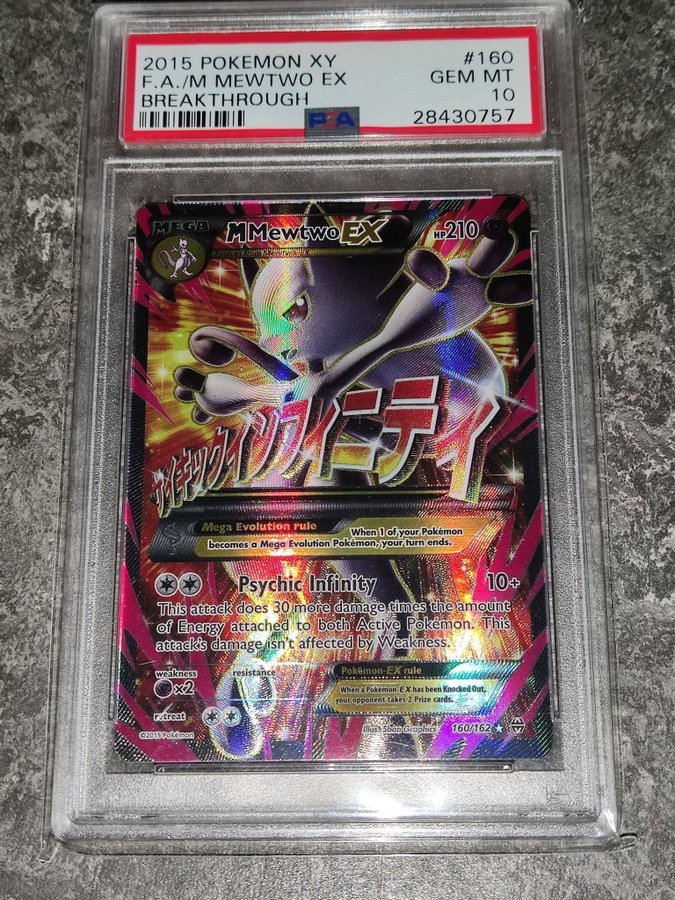 2015 POKEMON XY #160
F.A./M MEWTWO EX GEM MT
BREAKTHROUGH 10
PSA 28430757
MEGA M Mewtwo EX HP 210
サイキックインフィニティ
Mega Evolution rule When 1 of your Pokémon
becomes a Mega Evolution Pokémon, your turn ends.
Psychic Infinity 10+
This attack does 30 more damage times the amount
of Energy attached to both Active Pokémon. This
attack's damage isn't affected by Weakness.
weakness resistance Pokémon-EX rule
×2 When a Pokémon-EX has been Knocked Out,
your opponent takes 2 Prize cards.
retreat
Illus. 5ban Graphics 160/162
©2015 Pokémon